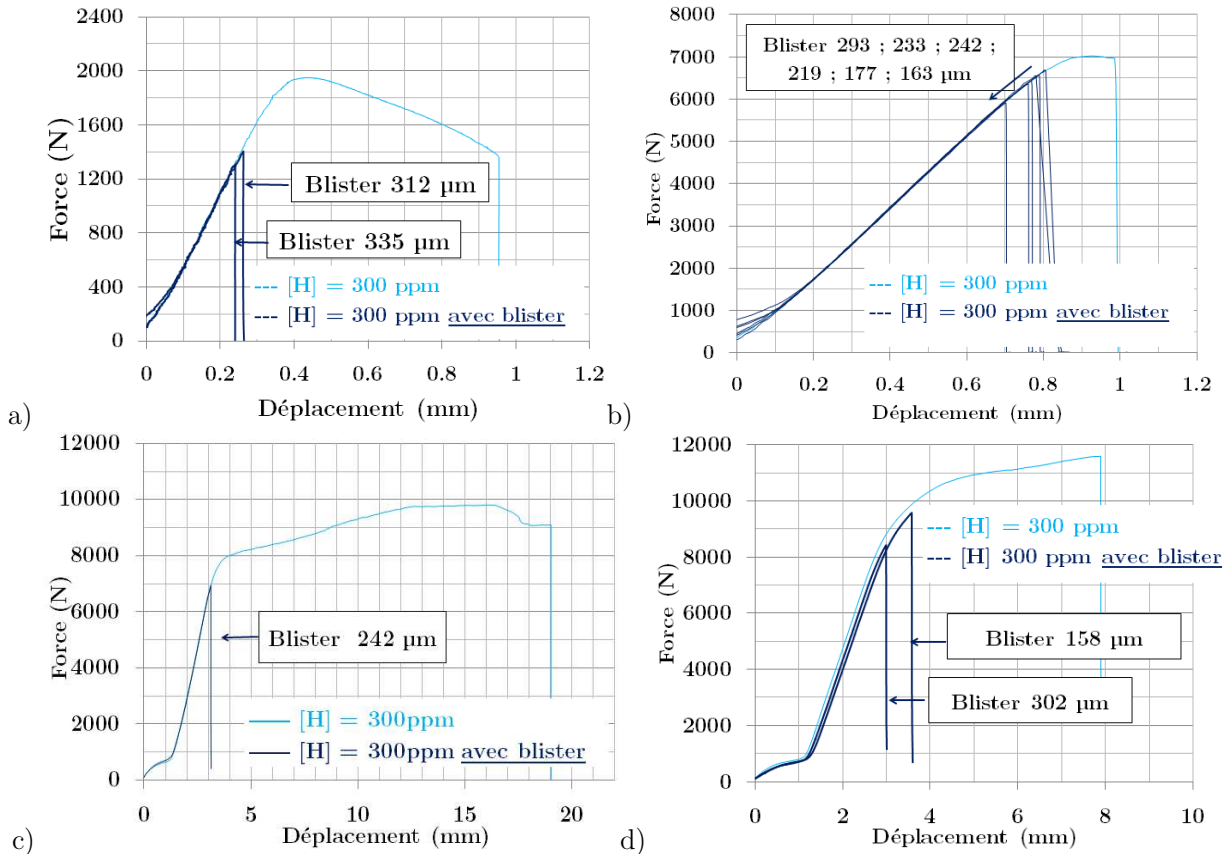 2400
2000
1600
1200
800
400
0
Force (N)
Blister 312 µm
Blister 335 µm
[H] = 300 ppm
[H] = 300 ppm avec blister
0 0.2 0.4 0.6 0.8 1 1.2
Déplacement (mm)
a)
8000
7000
6000
5000
4000
3000
2000
1000
0
Force (N)
Blister 293 ; 233 ; 242 ;
219 ; 177 ; 163 µm
[H] = 300 ppm
[H] = 300 ppm avec blister
0 0.2 0.4 0.6 0.8 1 1.2
Déplacement (mm)
b)
12000
10000
8000
6000
4000
2000
0
Force (N)
Blister 242 µm
[H] = 300ppm
[H] = 300ppm avec blister
0 5 10 15 20
Déplacement (mm)
c)
12000
10000
8000
6000
4000
2000
0
Force (N)
[H] = 300 ppm
[H] 300 ppm avec blister
Blister 158 µm
Blister 302 µm
0 2 4 6 8 10
Déplacement (mm)
d)